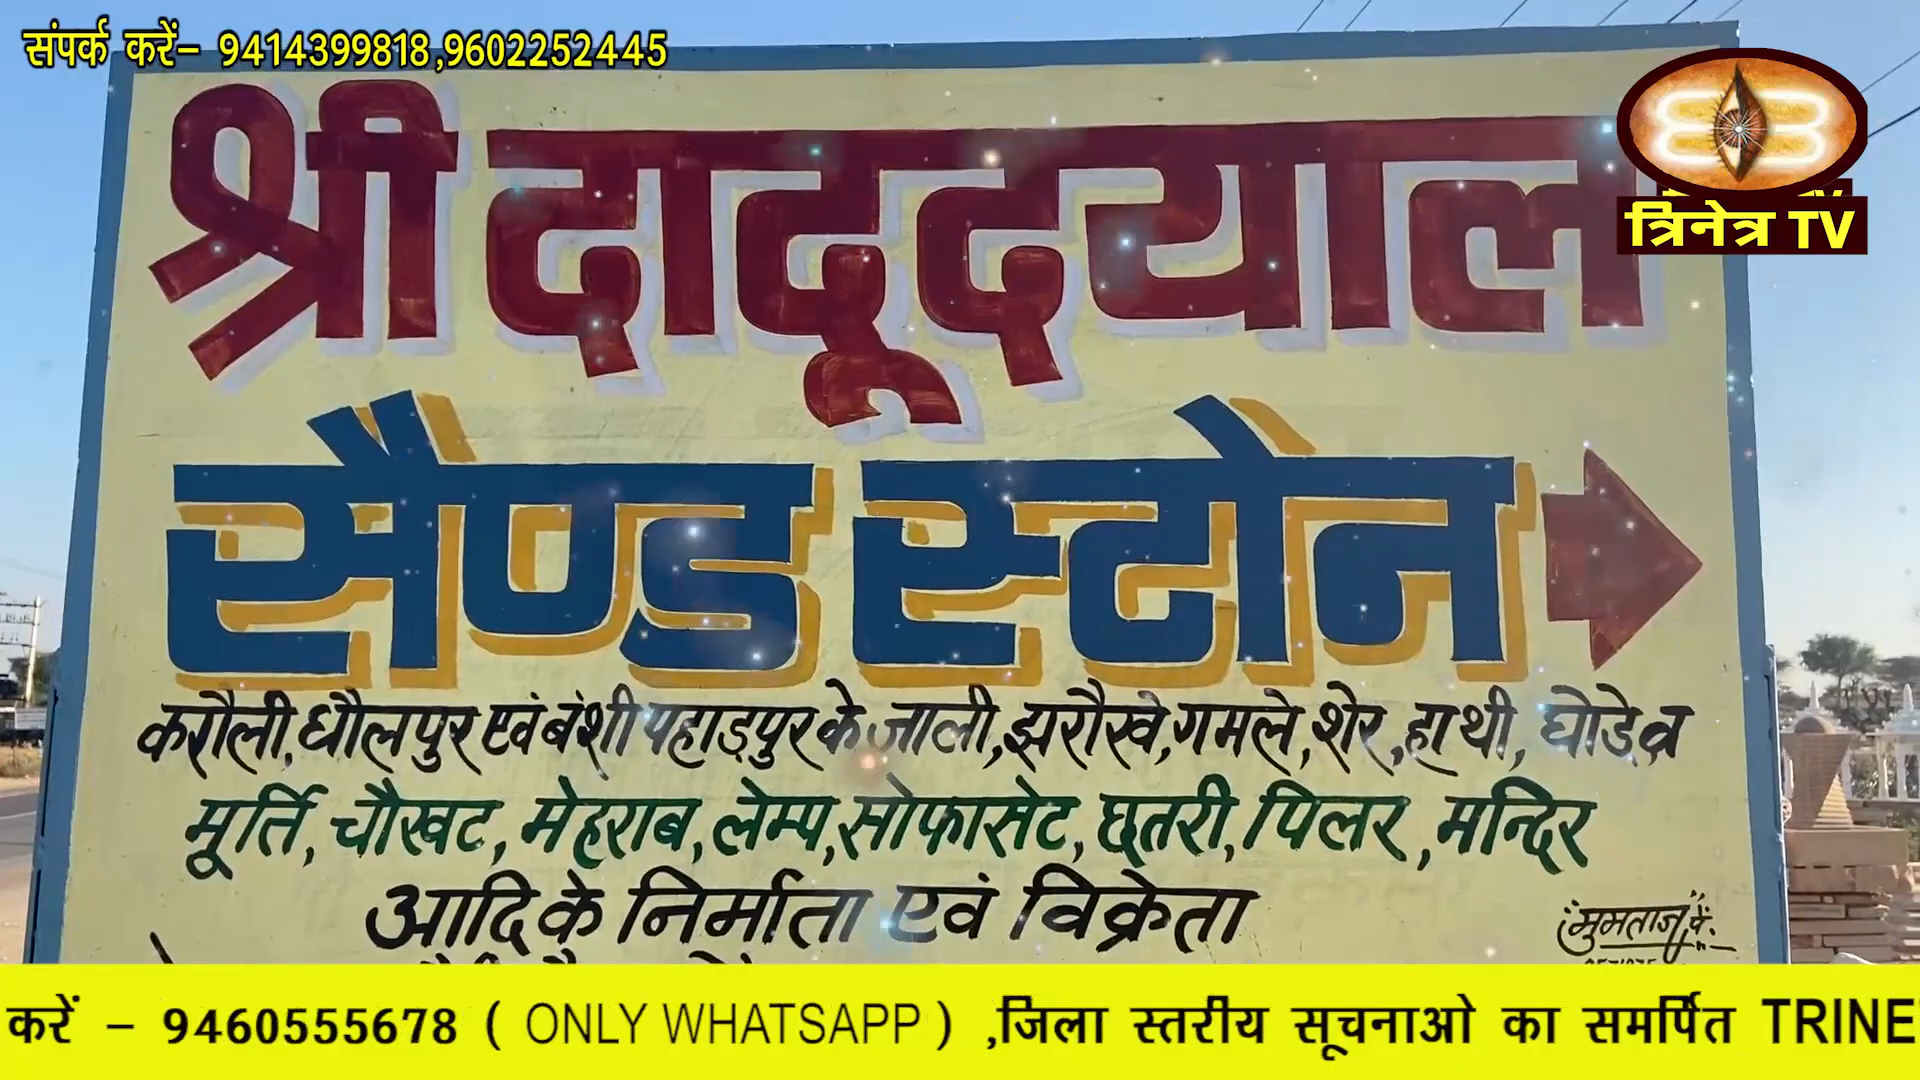 संपर्क करें- 9414399818,9602252445
त्रिनेत्र TV
श्री दादूदयाल
सैण्ड स्टोन
करौली, धौलपुर एवं बंशी पहाड़पुर के जाली, झरौखे, गमले, शेर, हाथी, घौडे, व
मूर्ति, चौखट, मेहराब, लेम्प, सोफासेट, छतरी, पिलर, मन्दिर
आदि के निर्माता एवं विक्रेता
मुमताज पें.
करें - 9460555678 ( ONLY WHATSAPP ) ,जिला स्तरीय सूचनाओ का समर्पित TRINE